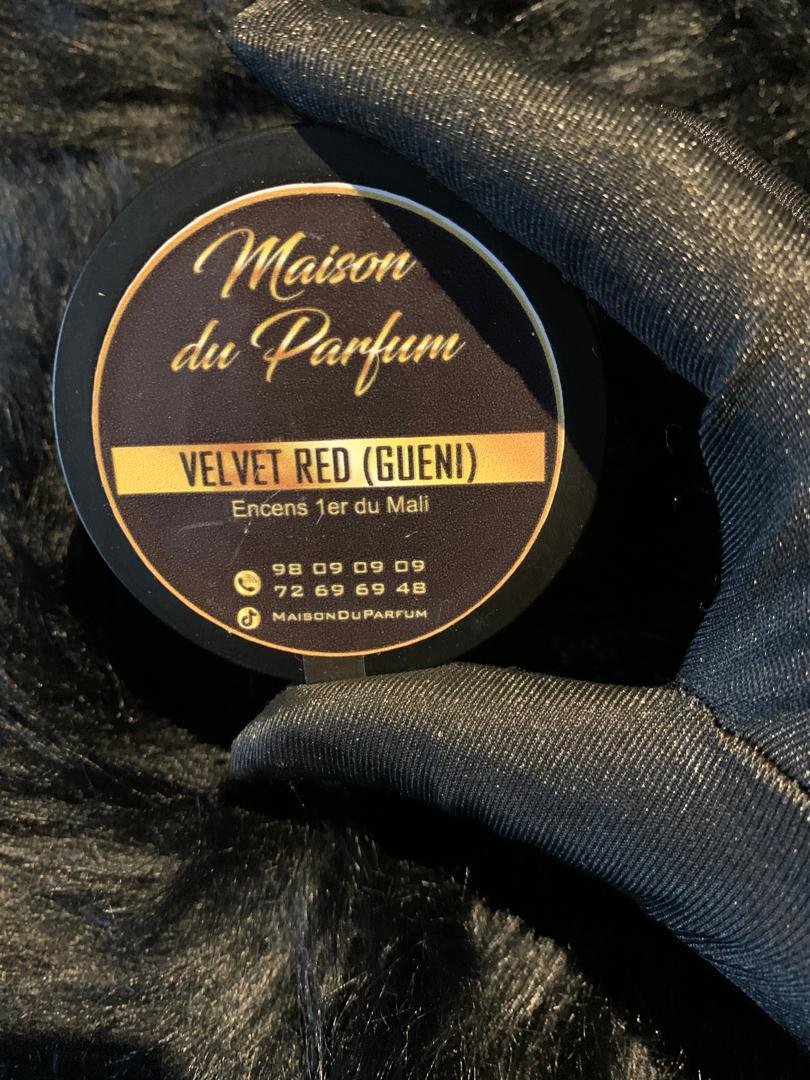 Maison
du Parfum
VELVET RED (GUENI)
Encens 1er du Mali
98 09 09 09
72 69 69 48
MAISONDUPARFUM